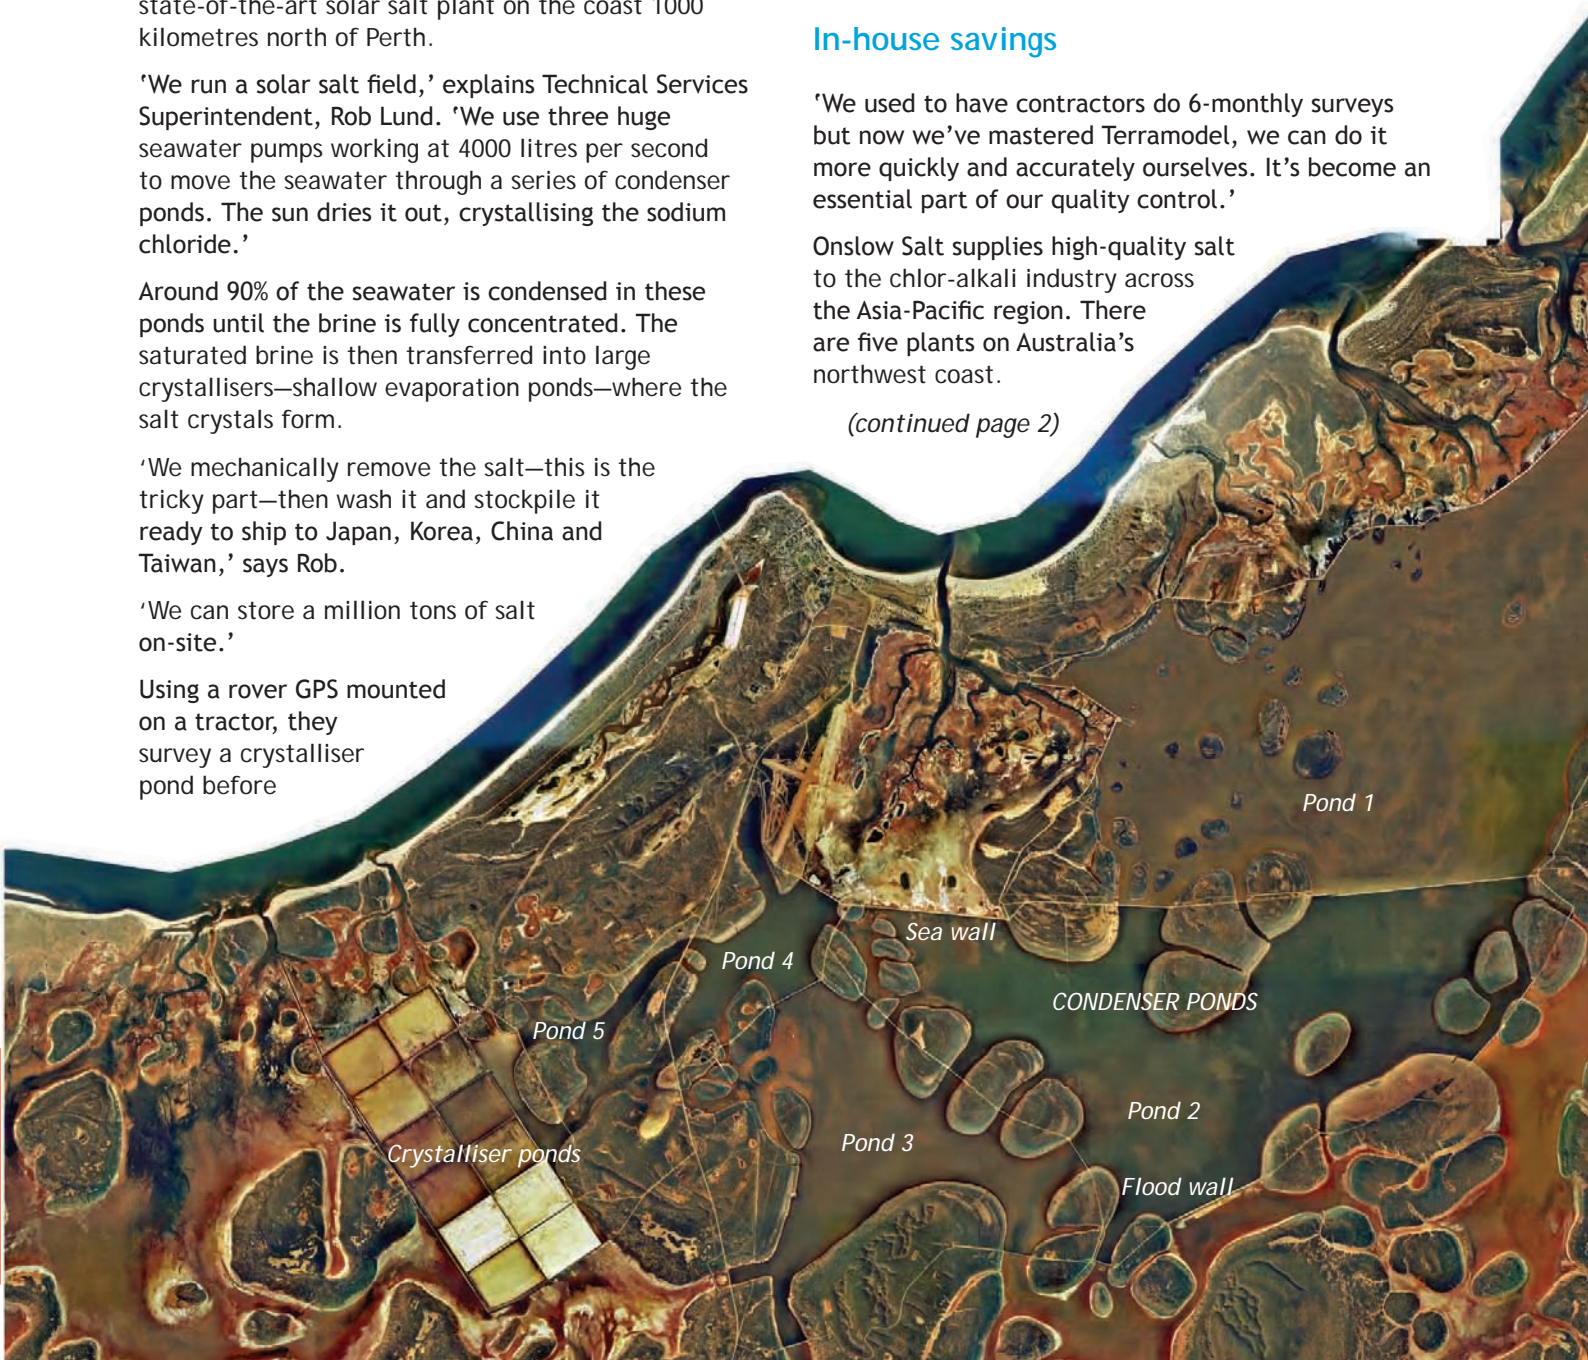 state-of-the-art solar salt plant on the coast 1000
kilometres north of Perth.
‘We run a solar salt field,’ explains Technical Services
Superintendent, Rob Lund. ‘We use three huge
seawater pumps working at 4000 litres per second
to move the seawater through a series of condenser
ponds. The sun dries it out, crystallising the sodium
chloride.’
Around 90% of the seawater is condensed in these
ponds until the brine is fully concentrated. The
saturated brine is then transferred into large
crystallisers—shallow evaporation ponds—where the
salt crystals form.
‘We mechanically remove the salt—this is the
tricky part—then wash it and stockpile it
ready to ship to Japan, Korea, China and
Taiwan,’ says Rob.
‘We can store a million tons of salt
on-site.’
Using a rover GPS mounted
on a tractor, they
survey a crystalliser
pond before
In-house savings
‘We used to have contractors do 6-monthly surveys
but now we’ve mastered Terramodel, we can do it
more quickly and accurately ourselves. It’s become an
essential part of our quality control.’
Onslow Salt supplies high-quality salt
to the chlor-alkali industry across
the Asia-Pacific region. There
are five plants on Australia’s
northwest coast.
(continued page 2)
Pond 1
Sea wall
Pond 4
CONDENSER PONDS
Pond 5
Pond 2
Pond 3
Crystalliser ponds
Flood wall